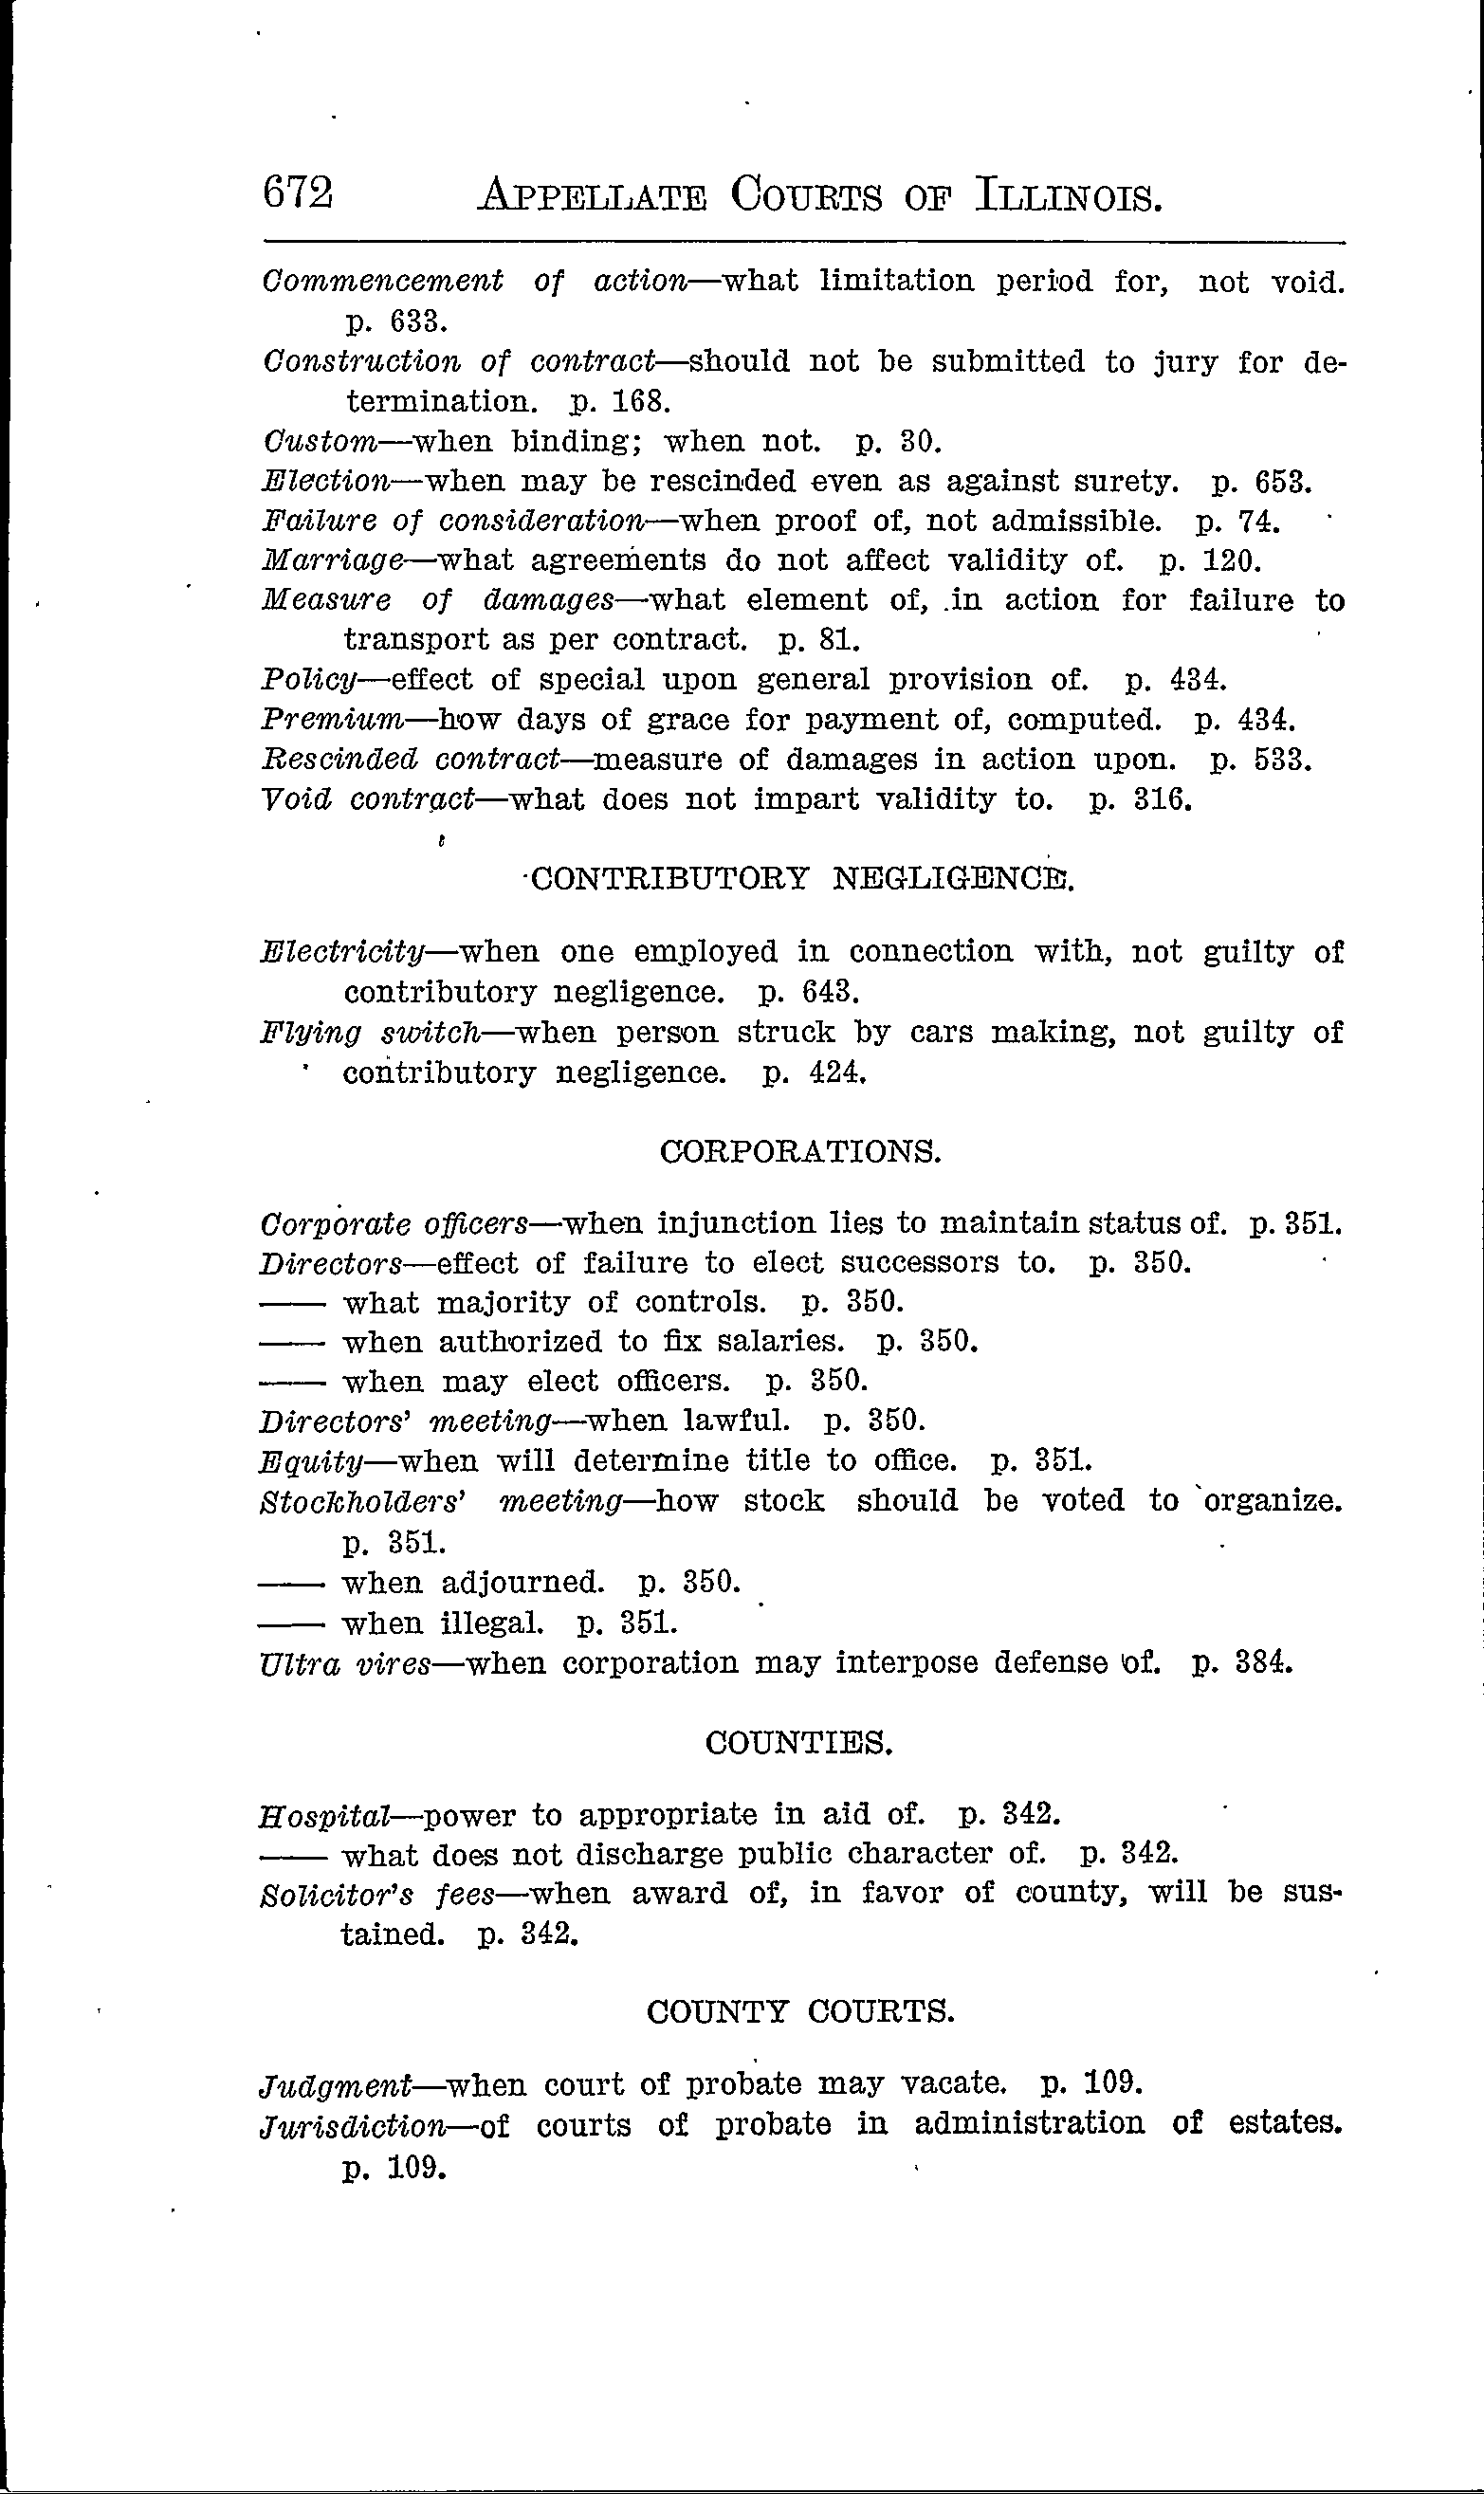 672 APPELLATE COURTS OF ILLINOIS.
Commencement of action—what limitation period for, not void.
p. 633.
Construction of contract—should not be submitted to jury for de-
termination. p. 168.
Custom—when binding; when not. p. 30.
Election—when may be rescinded even as against surety. p. 653.
Failure of consideration—when proof of, not admissible. p. 74.
Marriage—what agreements do not affect validity of. p. 120.
Measure of damages—what element of, in action for failure to
transport as per contract. p. 81.
Policy—effect of special upon general provision of. p. 434.
Premium—how days of grace for payment of, computed. p. 434.
Rescinded contract—measure of damages in action upon. p. 533.
Void contract—what does not impart validity to. p. 316.
CONTRIBUTORY NEGLIGENCE.
Electricity—when one employed in connection with, not guilty of
contributory negligence. p. 643.
Flying switch—when person struck by cars making, not guilty of
contributory negligence. p. 424.
CORPORATIONS.
Corporate officers—when injunction lies to maintain status of. p. 351.
Directors—effect of failure to elect successors to. p. 350.
—— what majority of controls. p. 350.
—— when authorized to fix salaries. p. 350.
—— when may elect officers. p. 350.
Directors' meeting—when lawful. p. 350.
Equity—when will determine title to office. p. 351.
Stockholders' meeting—how stock should be voted to organize.
p. 351.
—— when adjourned. p. 350.
—— when illegal. p. 351.
Ultra vires—when corporation may interpose defense of. p. 384.
COUNTIES.
Hospital—power to appropriate in aid of. p. 342.
—— what does not discharge public character of. p. 342.
Solicitor's fees—when award of, in favor of county, will be sus-
tained. p. 342.
COUNTY COURTS.
Judgment—when court of probate may vacate. p. 109.
Jurisdiction—of courts of probate in administration of estates.
p. 109.